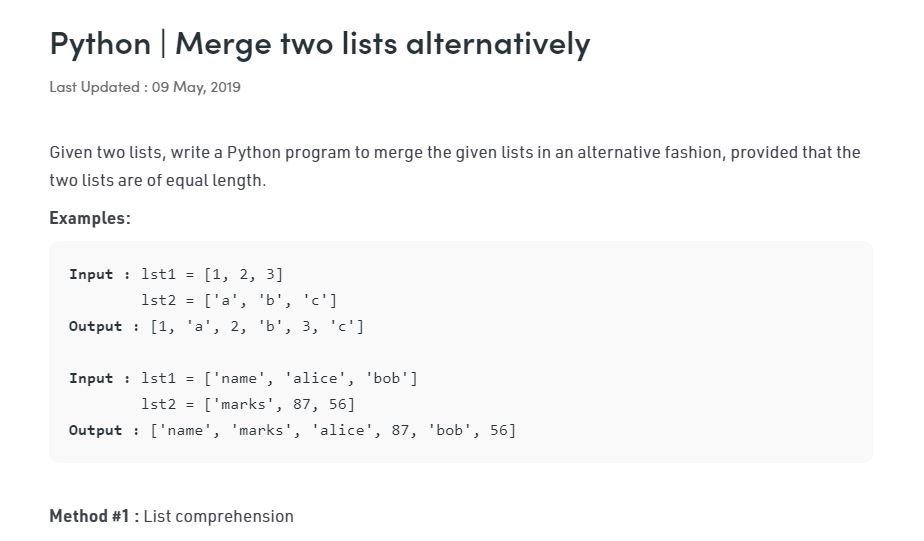 Python | Merge two lists alternatively
Last Updated : 09 May, 2019
Given two lists, write a Python program to merge the given lists in an alternative fashion, provided that the
two lists are of equal length.
Examples:
Input : lst1 = [1, 2, 3]
lst2 = ['a', 'b', 'c']
Output : [1, 'a', 2, 'b', 3, 'c']
Input : lst1 = ['name', 'alice', 'bob']
lst2 = ['marks', 87, 56]
Output : ['name', 'marks', 'alice', 87, 'bob', 56]
Method #1 : List comprehension